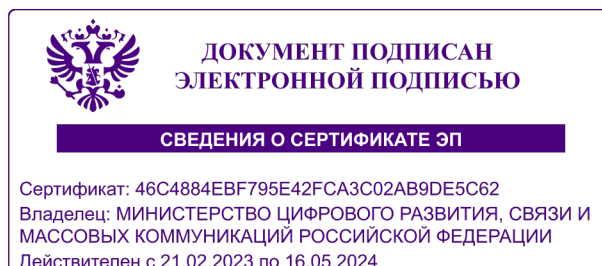 ДОКУМЕНТ ПОДПИСАН
ЭЛЕКТРОННОЙ ПОДПИСЬЮ
СВЕДЕНИЯ О СЕРТИФИКАТЕ ЭП
Сертификат: 46C4884EBF795E42FCA3C02AB9DE5C62
Владелец: МИНИСТЕРСТВО ЦИФРОВОГО РАЗВИТИЯ, СВЯЗИ И
МАССОВЫХ КОММУНИКАЦИЙ РОССИЙСКОЙ ФЕДЕРАЦИИ
Действителен с 21.02.2023 по 16.05.2024